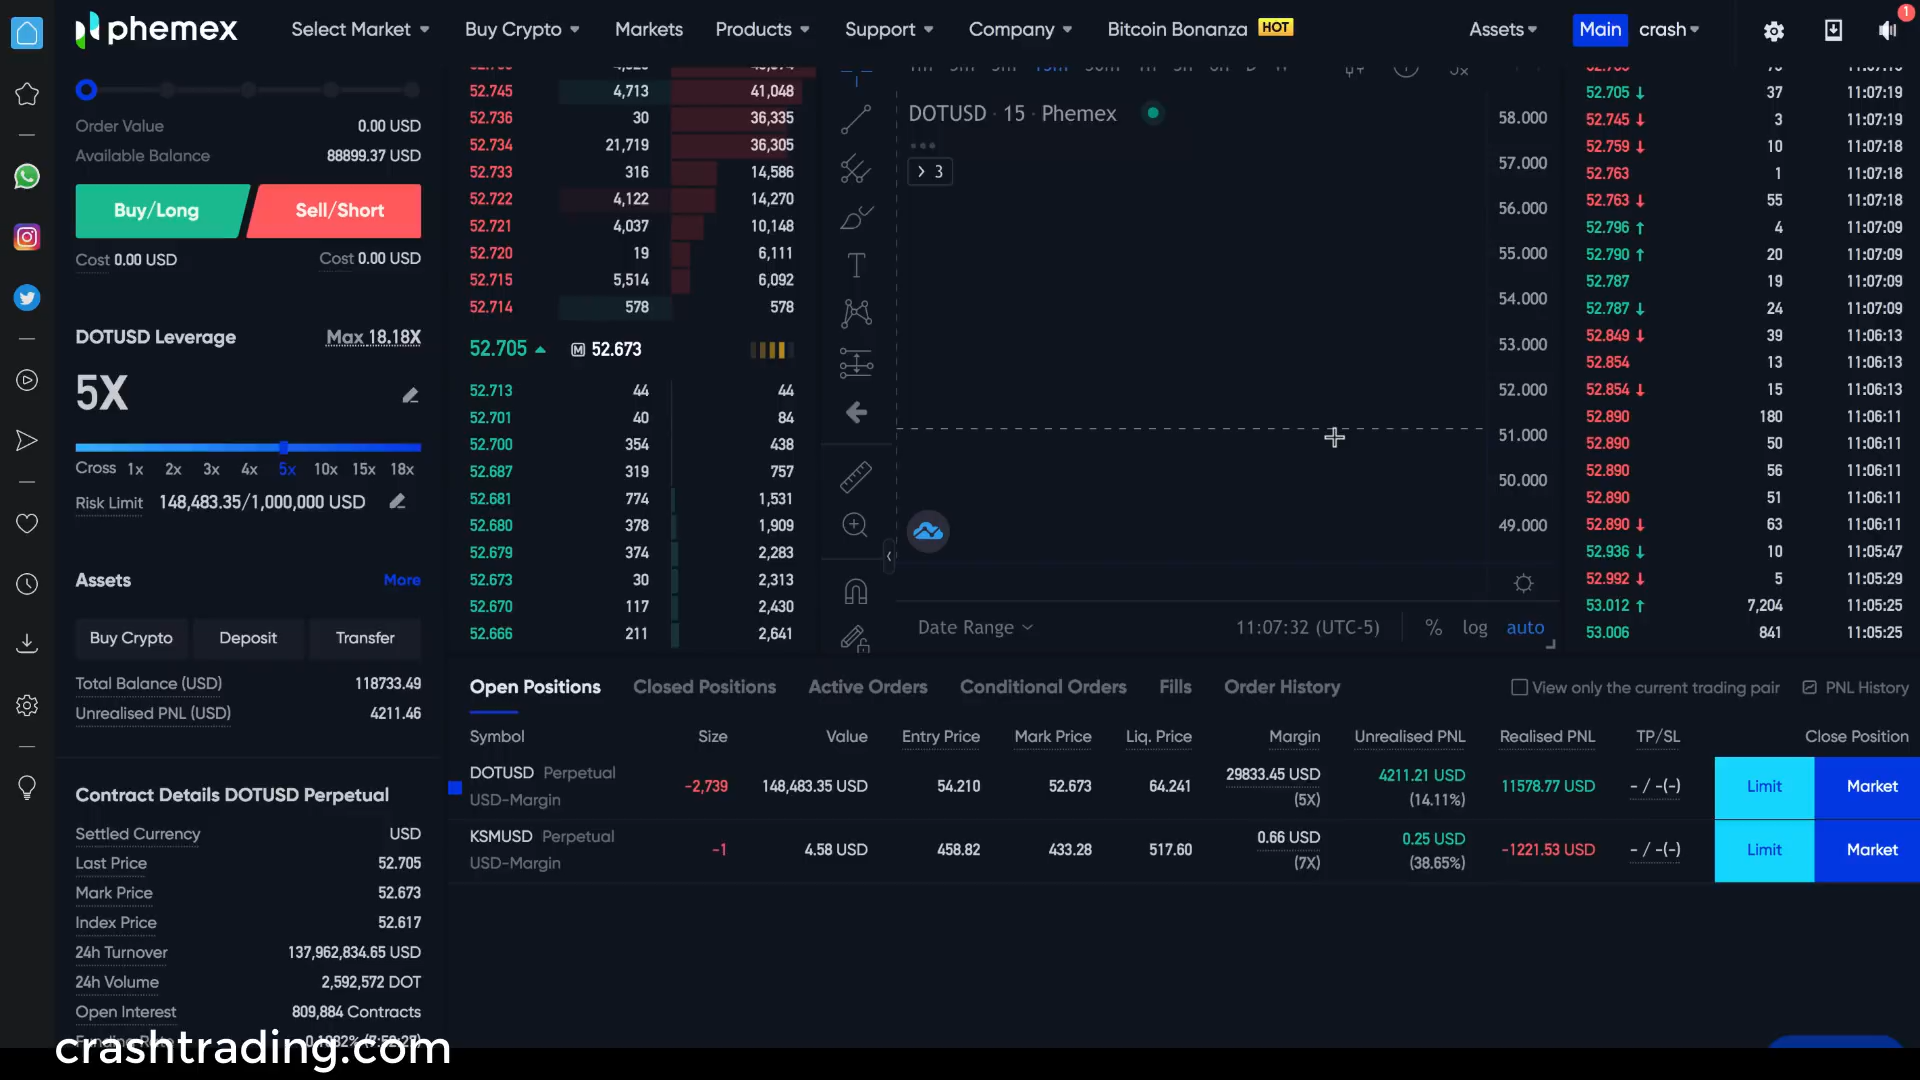 phemex
Select Market
Buy Crypto
Markets
Products
Support
Company
Bitcoin Bonanza HOT
Assets
Main
crash
1
Order Value 0.00 USD
Available Balance 88899.37 USD
Buy/Long Sell/Short
Cost 0.00 USD Cost 0.00 USD
DOTUSD Leverage Max 18.18X
5X
Cross 1x 2x 3x 4x 5x 10x 15x 18x
Risk Limit 148,483.35/1,000,000 USD
Assets More
Buy Crypto Deposit Transfer
Total Balance (USD) 118733.49
Unrealised PNL (USD) 4211.46
Contract Details DOTUSD Perpetual
Settled Currency USD
Last Price 52.705
Mark Price 52.673
Index Price 52.617
24h Turnover 137,962,834.65 USD
24h Volume 2,592,572 DOT
Open Interest 809,884 Contracts
crashtrading.com
52.745 4,713 41,048
52.736 30 36,335
52.734 21,719 36,305
52.733 316 14,586
52.722 4,122 14,270
52.721 4,037 10,148
52.720 19 6,111
52.715 5,514 6,092
52.714 578 578
52.705 M 52.673
52.713 44 44
52.701 40 84
52.700 354 438
52.687 319 757
52.681 774 1,531
52.680 378 1,909
52.679 374 2,283
52.673 30 2,313
52.670 117 2,430
52.666 211 2,641
DOTUSD · 15 · Phemex
3
58.000
57.000
56.000
55.000
54.000
53.000
52.000
51.000
50.000
49.000
Date Range 11:07:32 (UTC-5) % log auto
52.705 ↓ 37 11:07:19
52.745 ↓ 3 11:07:19
52.759 ↓ 10 11:07:18
52.763 1 11:07:18
52.763 ↓ 55 11:07:18
52.796 ↑ 4 11:07:09
52.790 ↑ 20 11:07:09
52.787 19 11:07:09
52.787 ↓ 24 11:07:09
52.849 ↓ 39 11:06:13
52.854 13 11:06:13
52.854 ↓ 15 11:06:13
52.890 180 11:06:11
52.890 50 11:06:11
52.890 56 11:06:11
52.890 51 11:06:11
52.890 ↓ 63 11:06:11
52.936 ↓ 10 11:05:47
52.992 ↓ 5 11:05:29
53.012 ↑ 7,204 11:05:25
53.006 841 11:05:25
Open Positions Closed Positions Active Orders Conditional Orders Fills Order History View only the current trading pair PNL History
Symbol Size Value Entry Price Mark Price Liq. Price Margin Unrealised PNL Realised PNL TP/SL Close Position
DOTUSD Perpetual -2,739 148,483.35 USD 54.210 52.673 64.241 29833.45 USD 4211.21 USD 11578.77 USD - / -(-) Limit Market
USD-Margin (5X) (14.11%)
KSMUSD Perpetual -1 4.58 USD 458.82 433.28 517.60 0.66 USD 0.25 USD -1221.53 USD - / -(-) Limit Market
USD-Margin (7X) (38.65%)